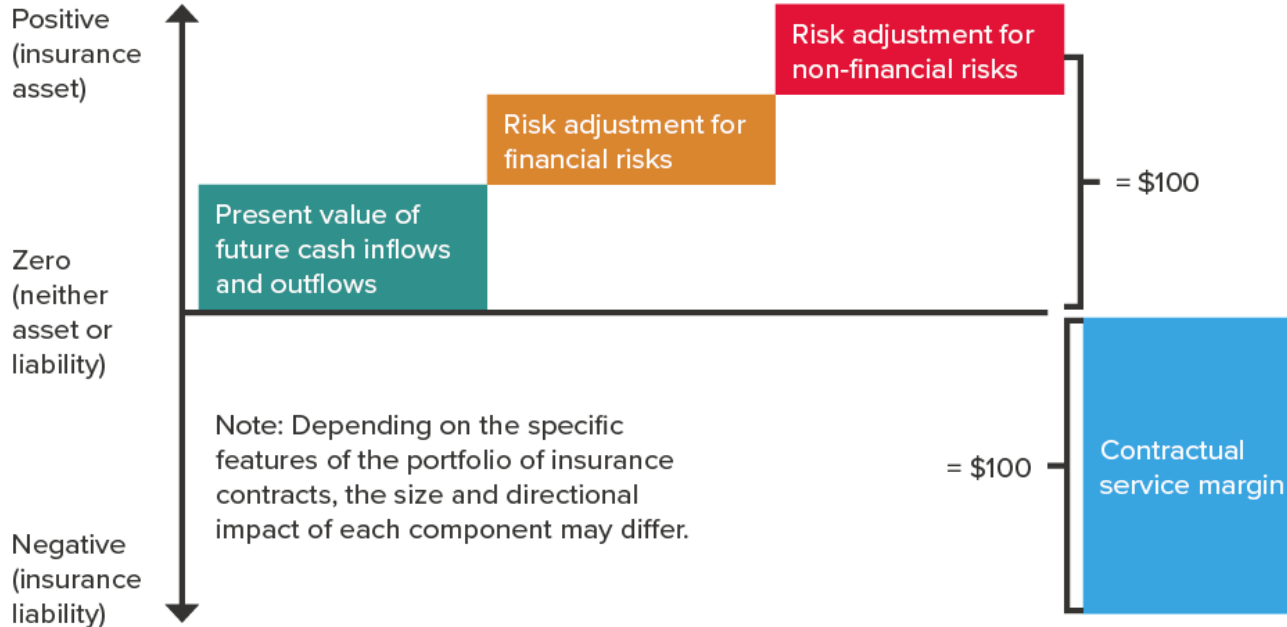 Positive
(insurance
asset)
Risk adjustment for
non-financial risks
Risk adjustment for
financial risks
= $100
Present value of
future cash inflows
and outflows
Zero
(neither
asset or
liability)
Note: Depending on the specific
features of the portfolio of insurance
contracts, the size and directional
impact of each component may differ.
= $100
Contractual
service margin
Negative
(insurance
liability)